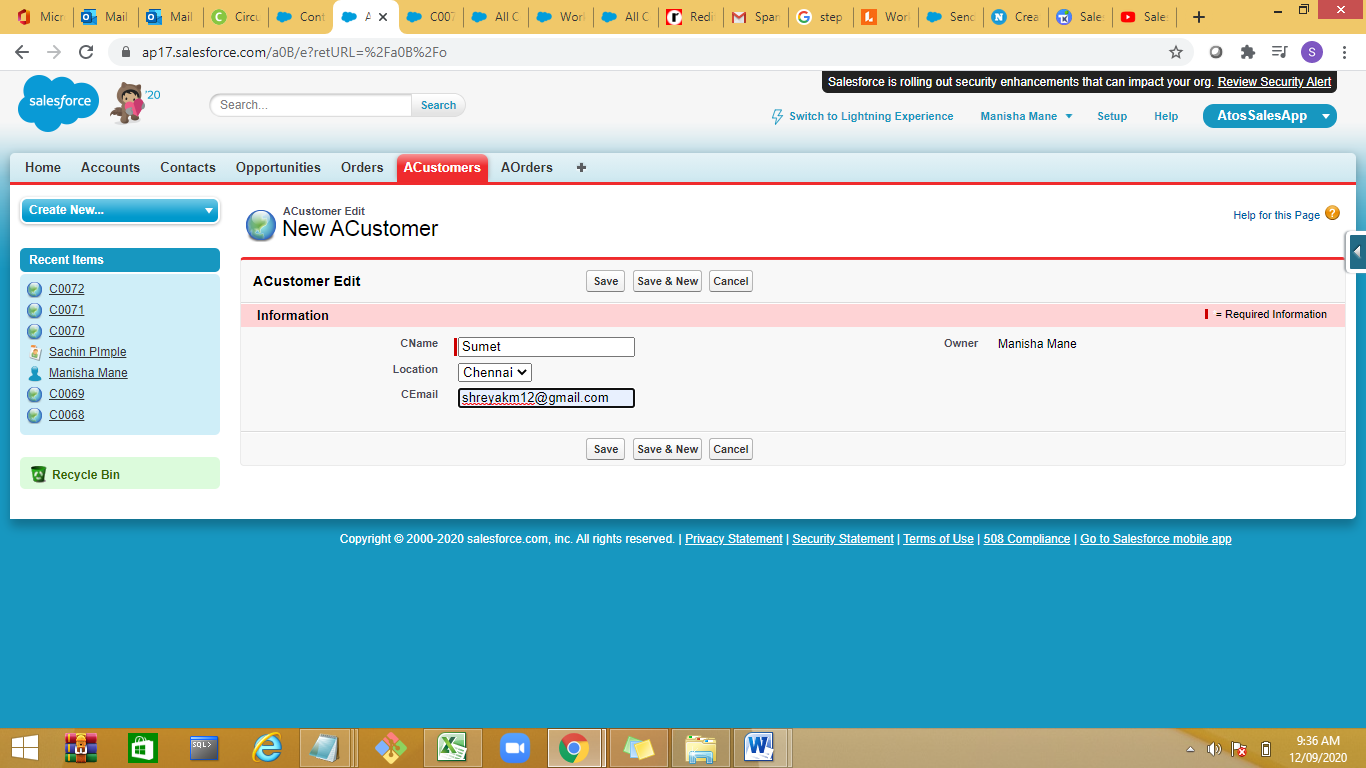 Micr Mail Mail Circu Cont A C007 All C Work All C Redi Span step Work Senc Crea Sales Sales
ap17.salesforce.com/a0B/e?retURL=%2Fa0B%2Fo S
Salesforce is rolling out security enhancements that can impact your org. Review Security Alert
salesforce '20 Search... Search
Switch to Lightning Experience Manisha Mane Setup Help AtosSalesApp
Home Accounts Contacts Opportunities Orders ACustomers AOrders +
Create New...
ACustomer Edit
New ACustomer
Help for this Page ?
Recent Items
C0072
C0071
C0070
Sachin PImple
Manisha Mane
C0069
C0068
Recycle Bin
ACustomer Edit Save Save & New Cancel
Information = Required Information
CName Sumet Owner Manisha Mane
Location Chennai
CEmail shreyakm12@gmail.com
Save Save & New Cancel
Copyright © 2000-2020 salesforce.com, inc. All rights reserved. | Privacy Statement | Security Statement | Terms of Use | 508 Compliance | Go to Salesforce mobile app
SQL>
9:36 AM
12/09/2020